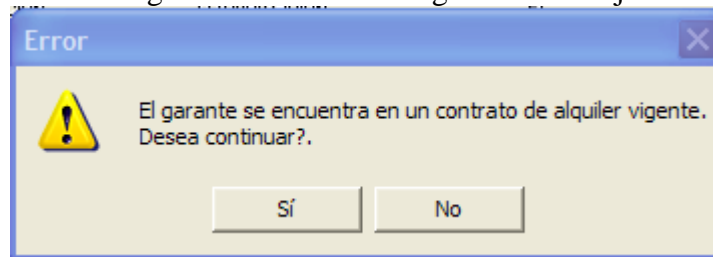 Error
El garante se encuentra en un contrato de alquiler vigente.
Desea continuar?.
Sí
No